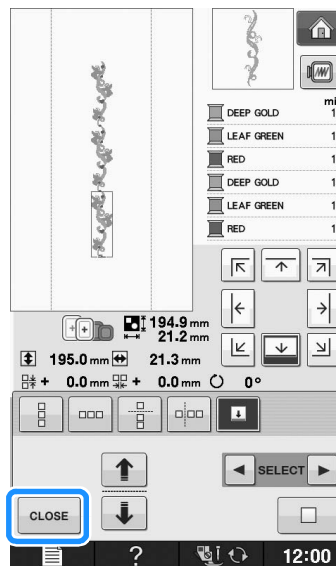 mi
DEEP GOLD 1
LEAF GREEN 1
RED 1
DEEP GOLD 1
LEAF GREEN 1
RED 1
194.9 mm
21.2 mm
195.0 mm 21.3 mm
+ 0.0 mm + 0.0 mm 0°
SELECT
CLOSE
? 12:00